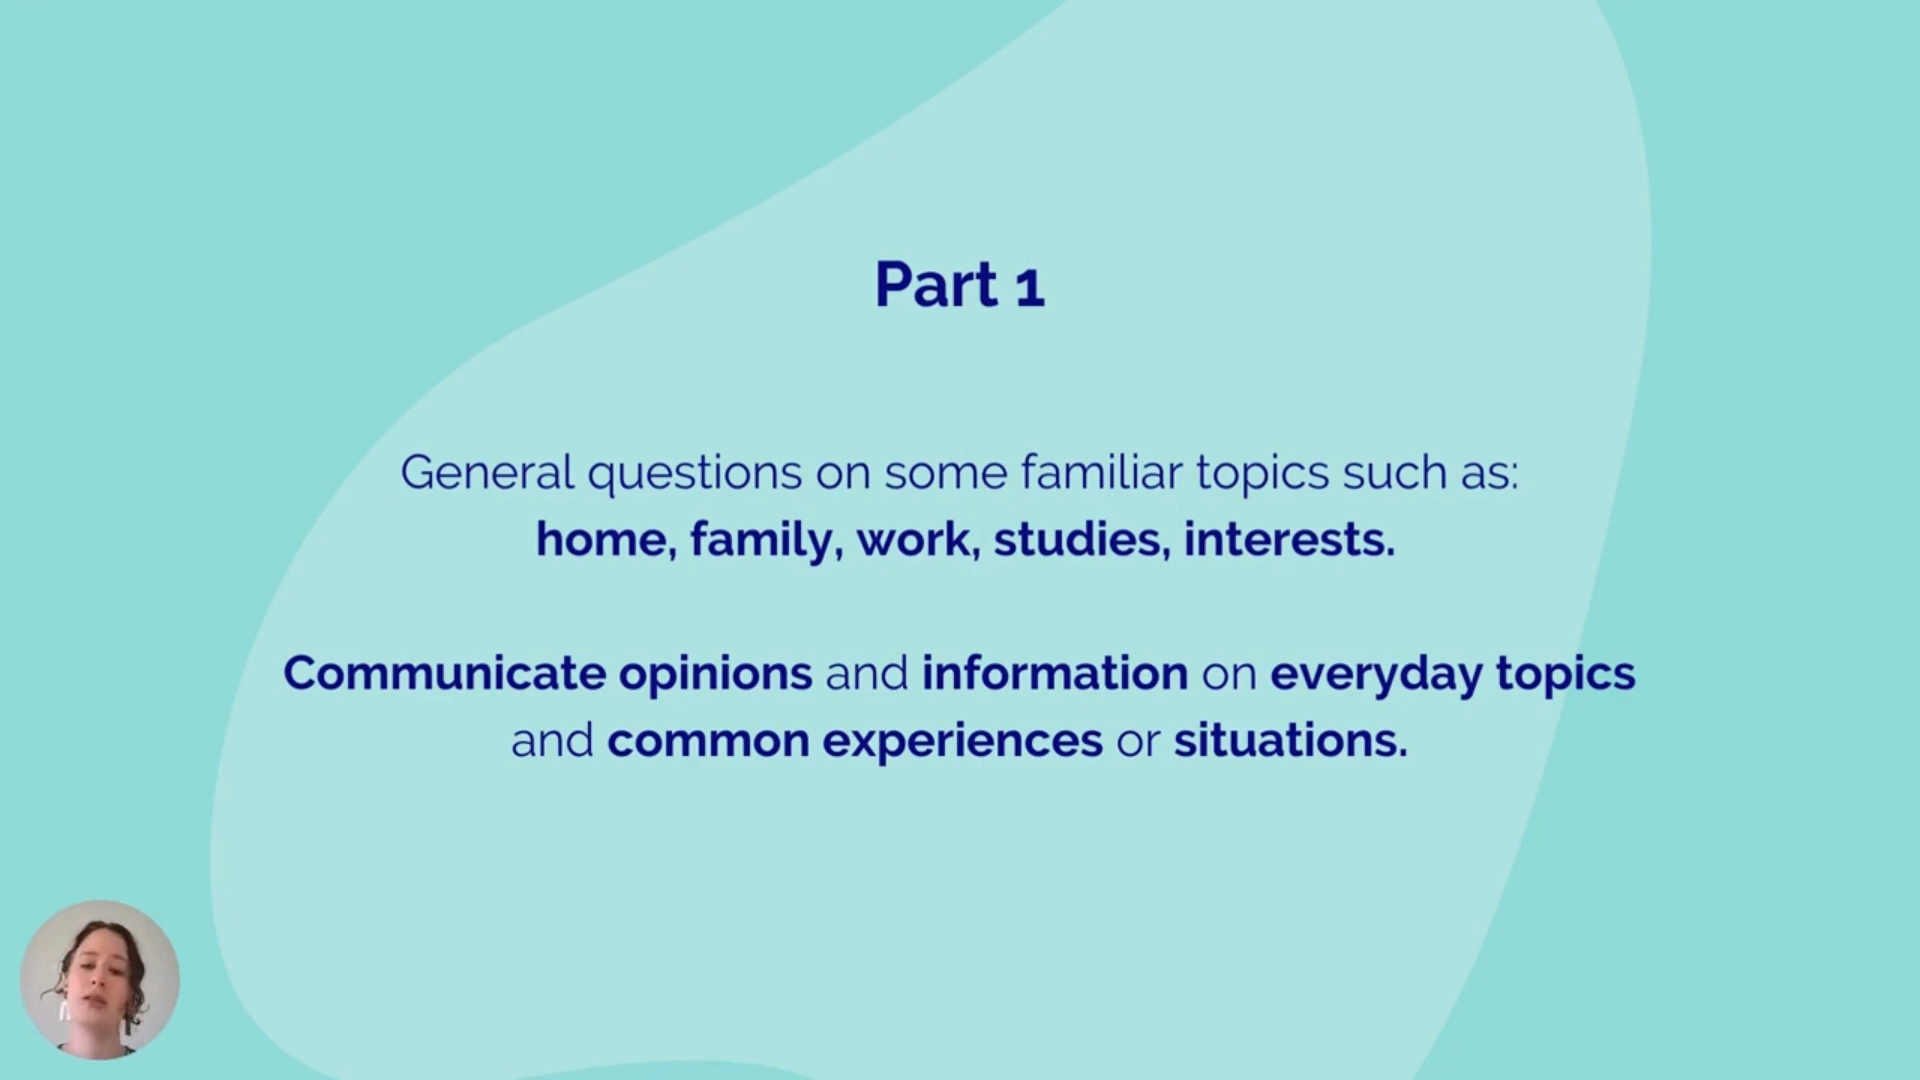 Part 1
General questions on some familiar topics such as:
home, family, work, studies, interests.
Communicate opinions and information on everyday topics
and common experiences or situations.